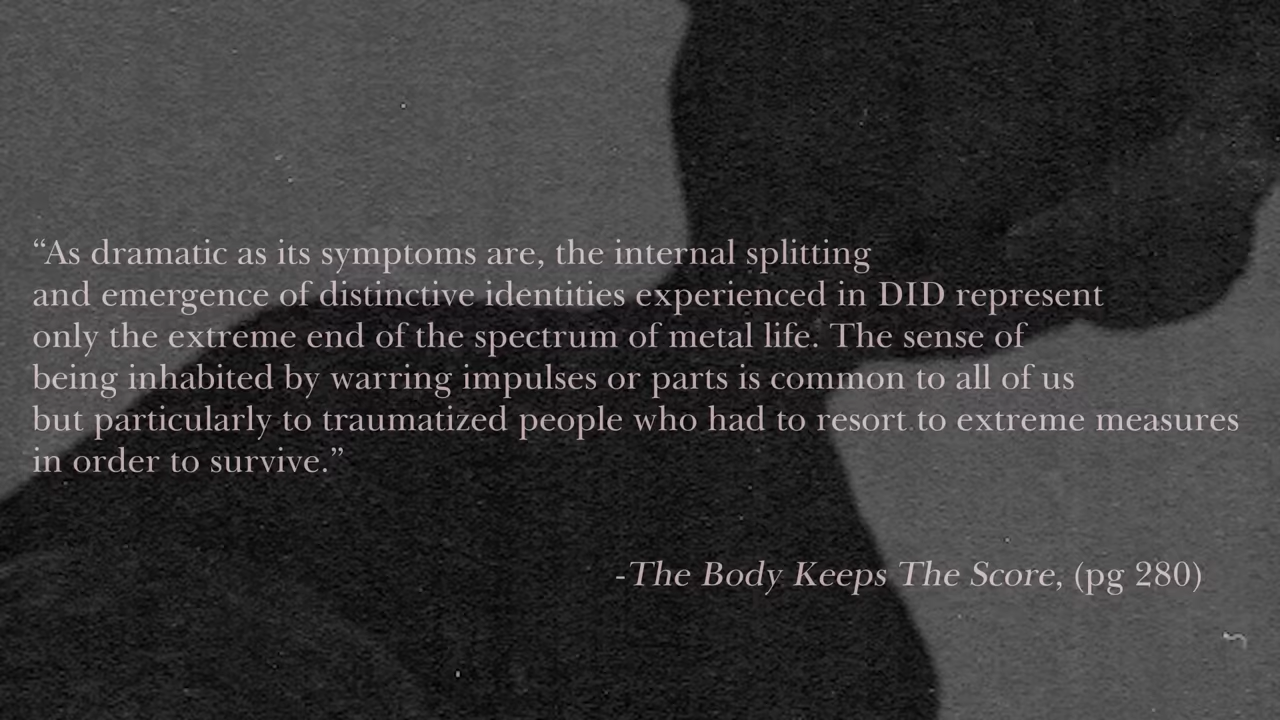 “As dramatic as its symptoms are, the internal splitting
and emergence of distinctive identities experienced in DID represent
only the extreme end of the spectrum of metal life. The sense of
being inhabited by warring impulses or parts is common to all of us
but particularly to traumatized people who had to resort to extreme measures
in order to survive.”
-The Body Keeps The Score, (pg 280)